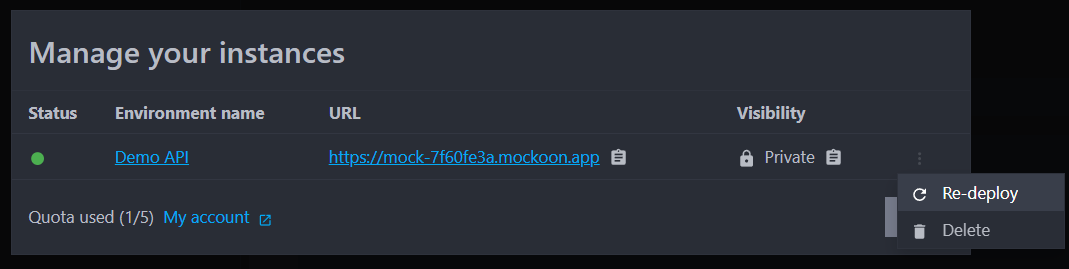 Manage your instances
Status Environment name URL Visibility
Demo API https://mock-7f60fe3a.mockoon.app Private
Re-deploy
Quota used (1/5) My account
Delete